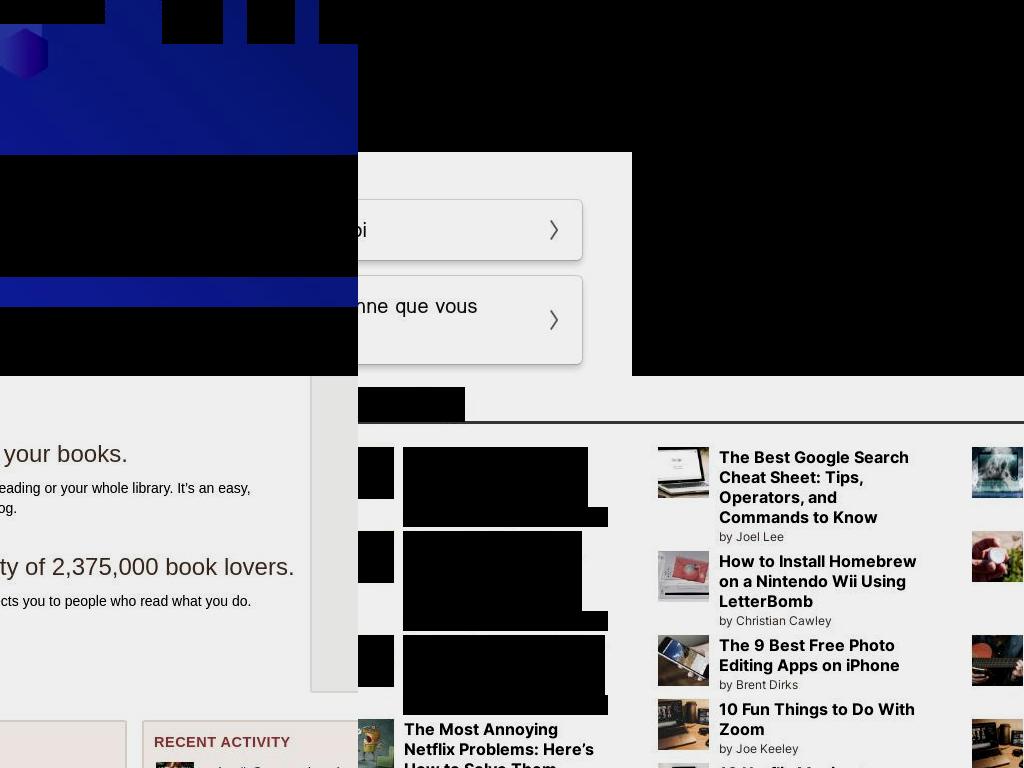 nne que vous
your books.
eading or your whole library. It's an easy,
og.
ty of 2,375,000 book lovers.
cts you to people who read what you do.
RECENT ACTIVITY
The Most Annoying
Netflix Problems: Here's
How to Solve Them
The Best Google Search
Cheat Sheet: Tips,
Operators, and
Commands to Know
by Joel Lee
How to Install Homebrew
on a Nintendo Wii Using
LetterBomb
by Christian Cawley
The 9 Best Free Photo
Editing Apps on iPhone
by Brent Dirks
10 Fun Things to Do With
Zoom
by Joe Keeley